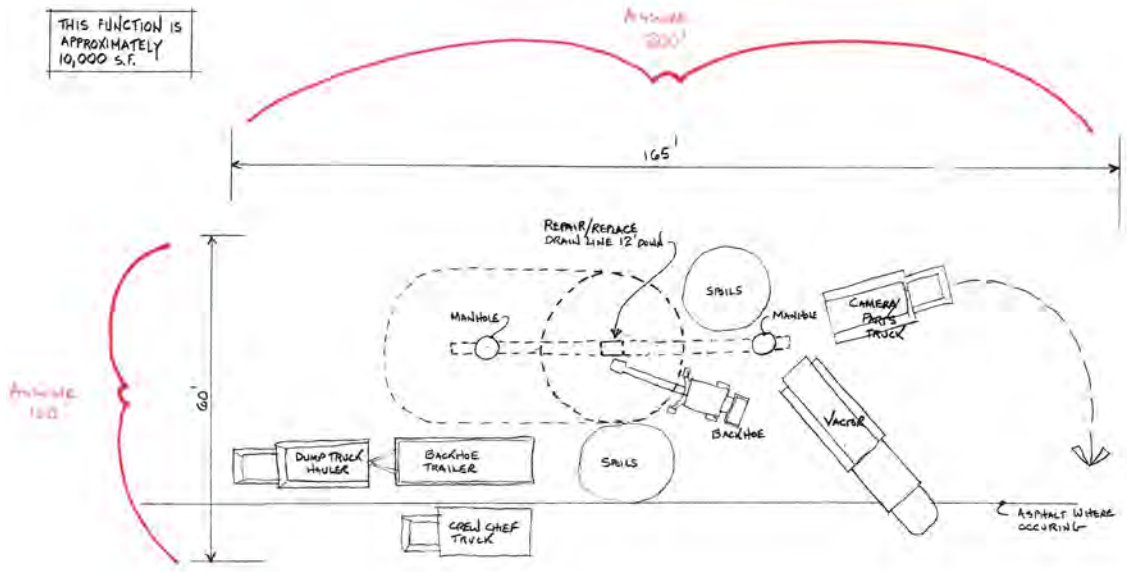 THIS FUNCTION IS
APPROXIMATELY
10,000 S.F.
ASSUME
200'
165'
REPAIR/REPLACE
DRAIN LINE 12' DOWN
SPOILS
CAMERA/
PARTS
TRUCK
MANHOLE
MANHOLE
ASSUME
100
60'
BACKHOE
VACTOR
DUMP TRUCK
HAULER
BACKHOE
TRAILER
SPOILS
CREW CHIEF
TRUCK
ASPHALT WHERE
OCCURING